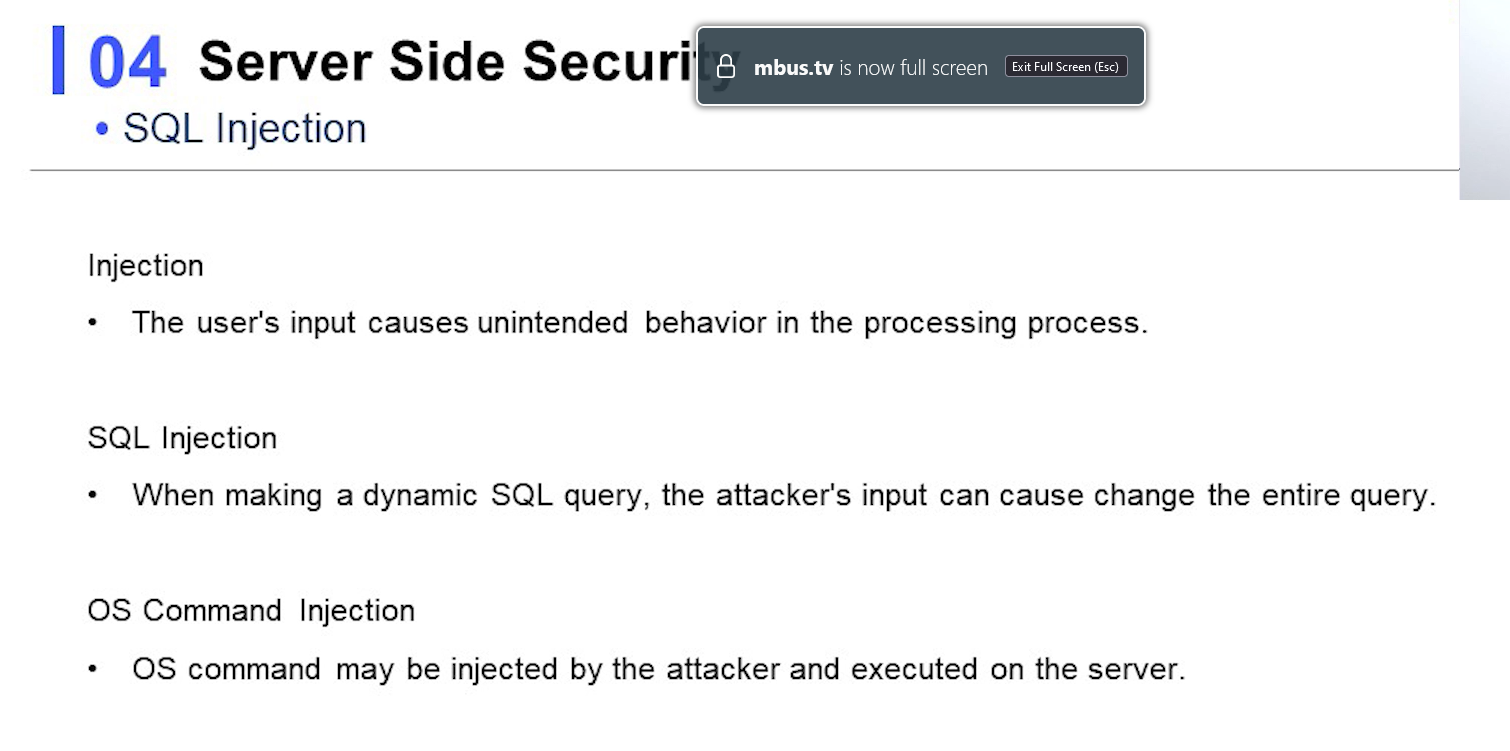 04 Server Side Security
mbus.tv is now full screen Exit Full Screen (Esc)
• SQL Injection
Injection
• The user's input causes unintended behavior in the processing process.
SQL Injection
• When making a dynamic SQL query, the attacker's input can cause change the entire query.
OS Command Injection
• OS command may be injected by the attacker and executed on the server.